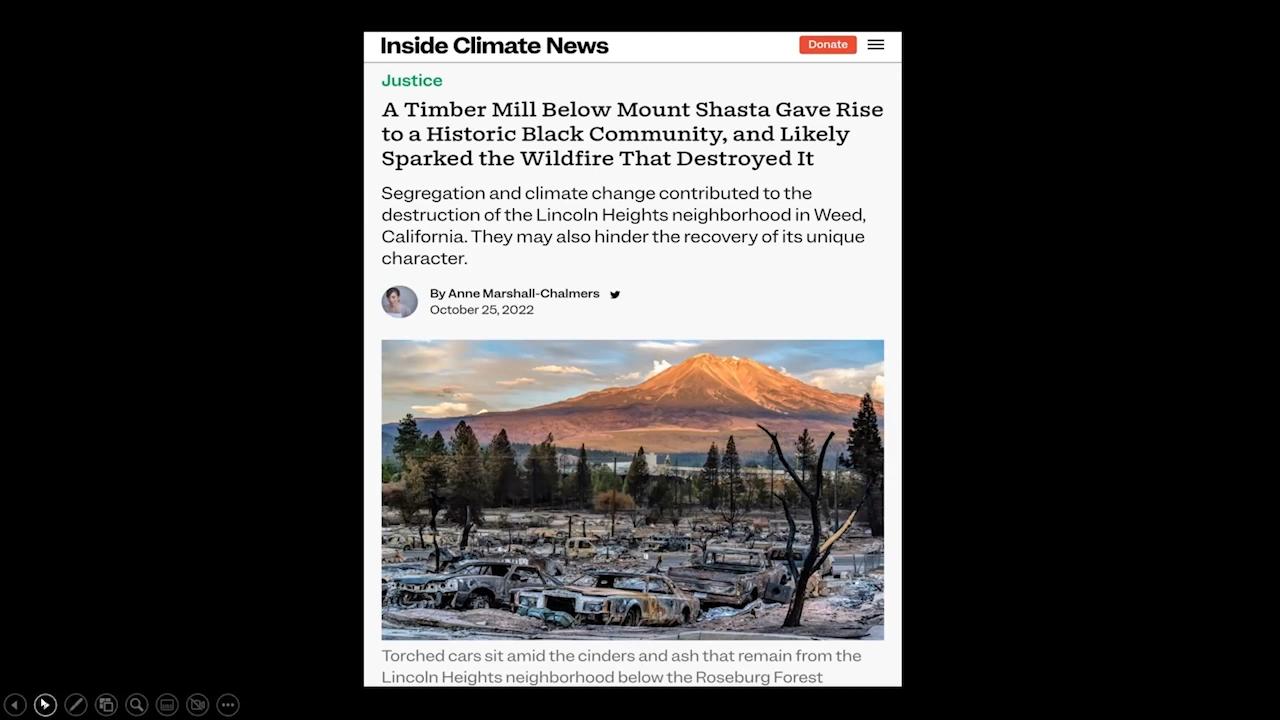 Inside Climate News
Donate
Justice
A Timber Mill Below Mount Shasta Gave Rise
to a Historic Black Community, and Likely
Sparked the Wildfire That Destroyed It
Segregation and climate change contributed to the
destruction of the Lincoln Heights neighborhood in Weed,
California. They may also hinder the recovery of its unique
character.
By Anne Marshall-Chalmers
October 25, 2022
Torched cars sit amid the cinders and ash that remain from the
Lincoln Heights neighborhood below the Roseburg Forest